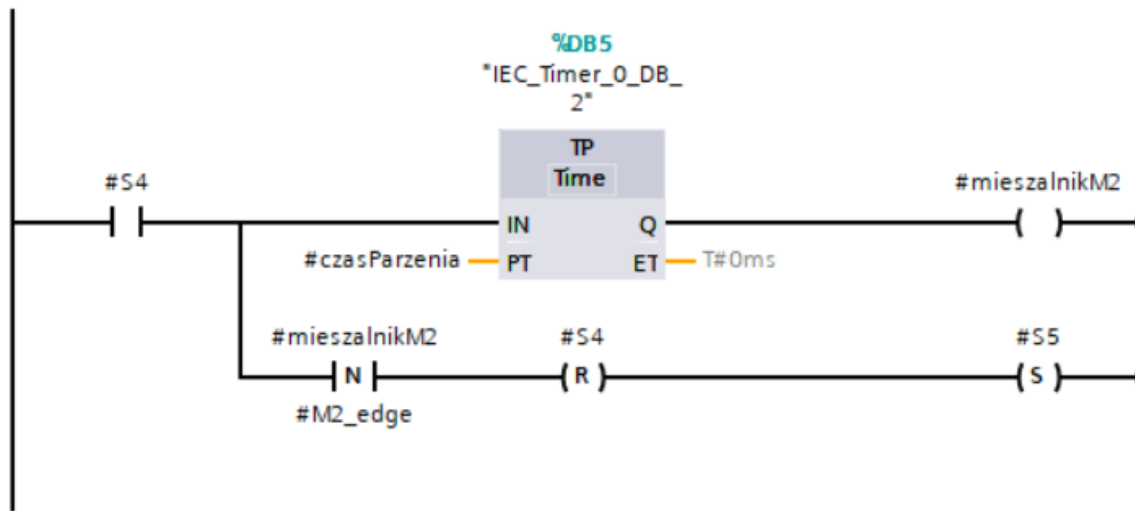 %DB5
"IEC_Timer_0_DB_
2"
TP
Time
#S4
#mieszalnikM2
IN
Q
#czasParzenia
PT
ET
T#0ms
#mieszalnikM2
#S4
#S5
N
R
S
#M2_edge